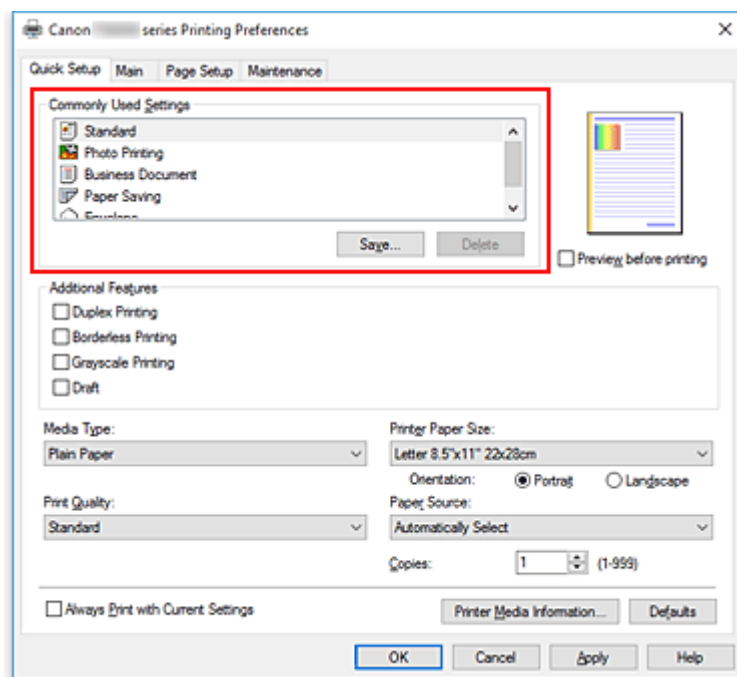 Canon series Printing Preferences
Quick Setup Main Page Setup Maintenance
Commonly Used Settings
Standard
Photo Printing
Business Document
Paper Saving
Envelope
Save... Delete
Preview before printing
Additional Features
Duplex Printing
Borderless Printing
Grayscale Printing
Draft
Media Type:
Plain Paper
Printer Paper Size:
Letter 8.5"x11" 22x28cm
Orientation: Portrait Landscape
Print Quality:
Standard
Paper Source:
Automatically Select
Copies: 1 (1-999)
Always Print with Current Settings
Printer Media Information... Defaults
OK Cancel Apply Help